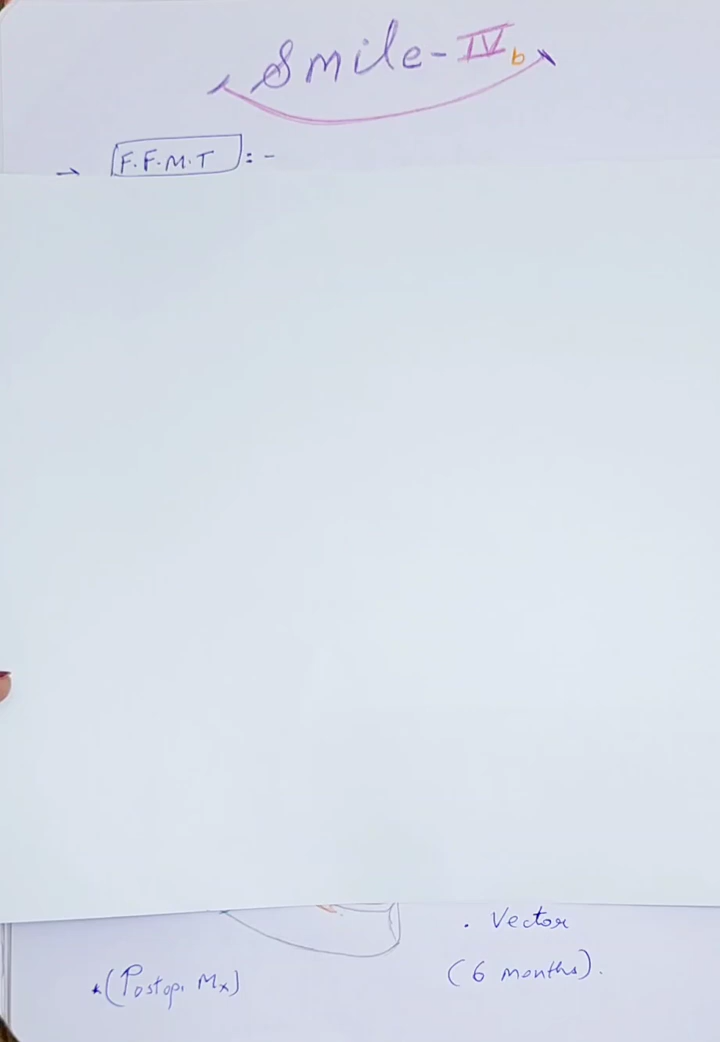 Smile-IVb
→ F.F.M.T :-
. Vector
*(Postop. Mx)
(6 months).